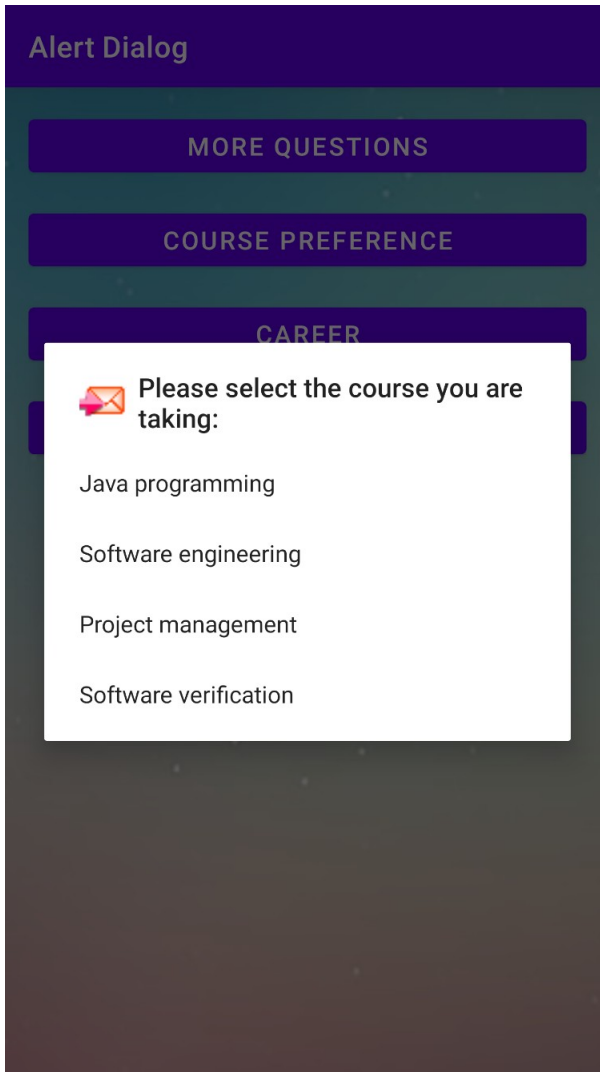 Alert Dialog
MORE QUESTIONS
COURSE PREFERENCE
CAREER
Please select the course you are
taking:
Java programming
Software engineering
Project management
Software verification